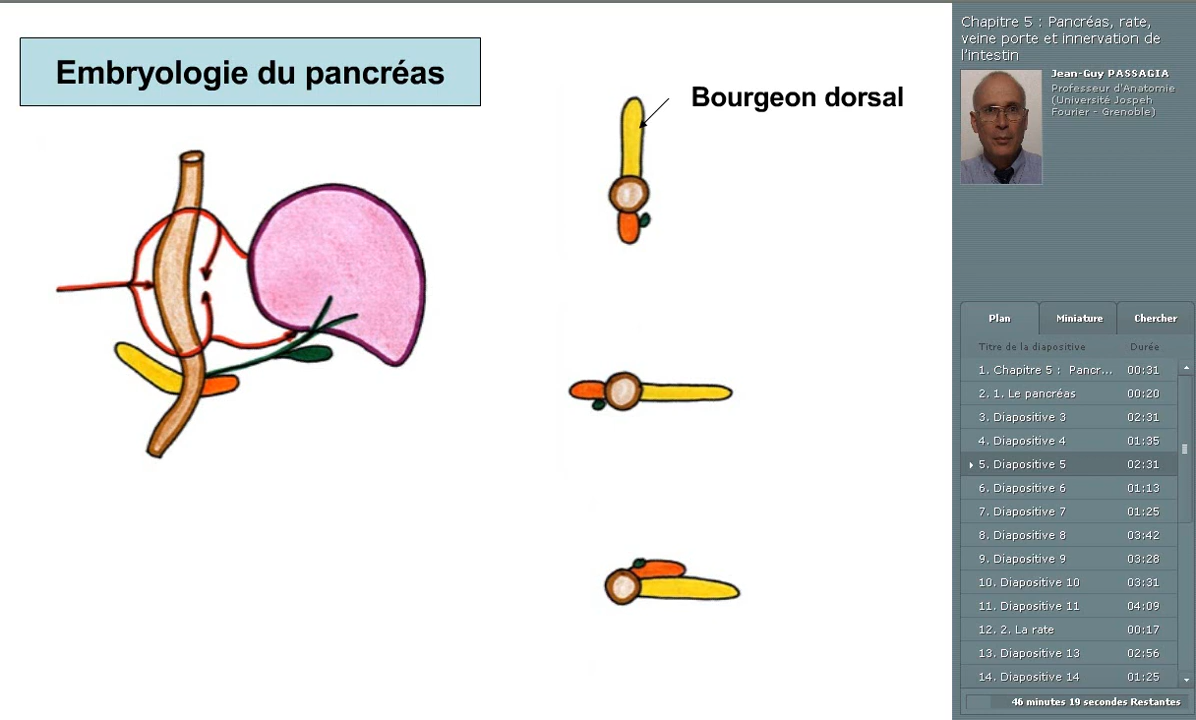 Embryologie du pancréas
Bourgeon dorsal
Chapitre 5 : Pancréas, rate,
veine porte et innervation de
l'intestin
Jean-Guy PASSAGIA
Professeur d'Anatomie
(Université Jospeh
Fourier - Grenoble)
Plan Miniature Chercher
Titre de la diapositive Durée
1. Chapitre 5 : Pancr... 00:31
2. 1. Le pancréas 00:20
3. Diapositive 3 02:31
4. Diapositive 4 01:35
5. Diapositive 5 02:31
6. Diapositive 6 01:13
7. Diapositive 7 01:25
8. Diapositive 8 03:42
9. Diapositive 9 03:28
10. Diapositive 10 03:31
11. Diapositive 11 04:09
12. 2. La rate 00:17
13. Diapositive 13 02:56
14. Diapositive 14 01:25
46 minutes 19 secondes Restantes